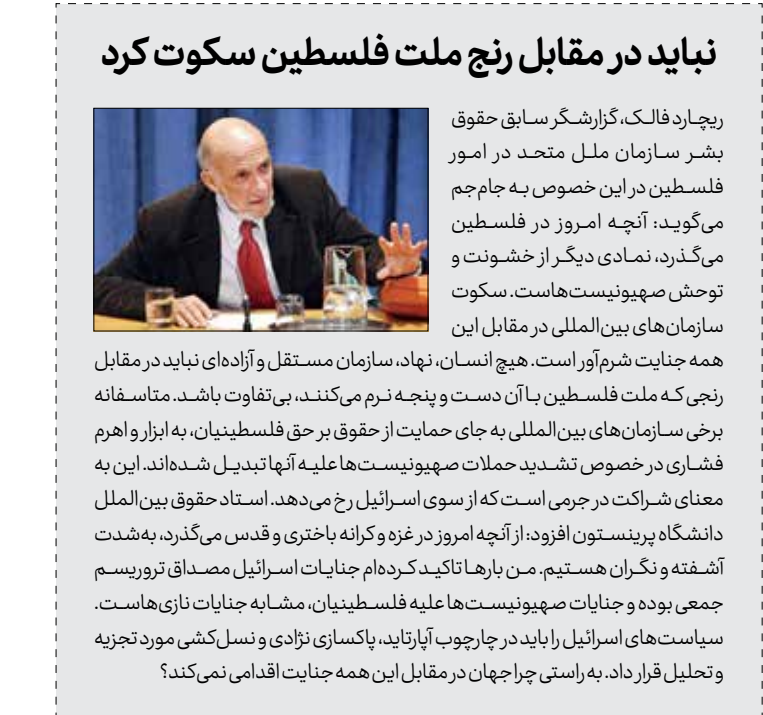 نباید در مقابل رنج ملت فلسطین سکوت کرد
ریچارد فالک، گزارشگر سابق حقوق
بشر سازمان ملل متحد در امور
فلسطین در این خصوص به جام‌جم
می‌گوید: آنچه امروز در فلسطین
می‌گذرد، نمادی دیگر از خشونت و
توحش صهیونیست‌هاست. سکوت
سازمان‌های بین‌المللی در مقابل این
همه جنایت شرم‌آور است. هیچ انسان، نهاد، سازمان مستقل و آزاده‌ای نباید در مقابل
رنجی که ملت فلسطین با آن دست و پنجه نرم می‌کنند، بی‌تفاوت باشد. متاسفانه
برخی سازمان‌های بین‌المللی به جای حمایت از حقوق بر حق فلسطینیان، به ابزار و اهرم
فشاری در خصوص تشدید حملات صهیونیست‌ها علیه آنها تبدیل شده‌اند. این به
معنای شراکت در جرمی است که از سوی اسرائیل رخ می‌دهد. استاد حقوق بین‌الملل
دانشگاه پرینستون افزود: از آنچه امروز در غزه و کرانه باختری و قدس می‌گذرد، به‌شدت
آشفته و نگران هستیم. من بارها تاکید کرده‌ام جنایات اسرائیل مصداق تروریسم
جمعی بوده و جنایات صهیونیست‌ها علیه فلسطینیان، مشابه جنایات نازی‌هاست.
سیاست‌های اسرائیل را باید در چارچوب آپارتاید، پاکسازی نژادی و نسل‌کشی مورد تجزیه
و تحلیل قرار داد. به راستی چرا جهان در مقابل این همه جنایت اقدامی نمی‌کند؟